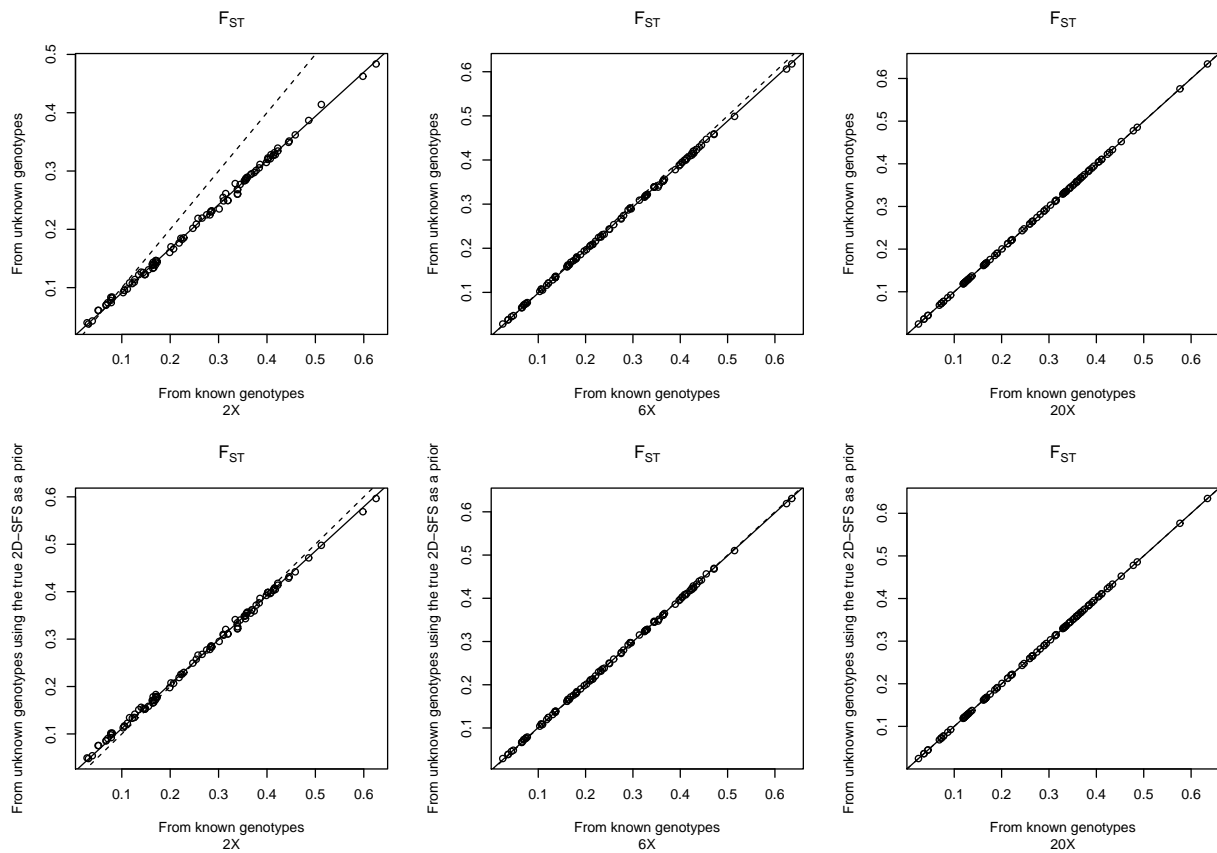 F_ST
From unknown genotypes
0.5
0.4
0.3
0.2
0.1
0.1 0.2 0.3 0.4 0.5 0.6
From known genotypes
2X
F_ST
From unknown genotypes
0.6
0.5
0.4
0.3
0.2
0.1
0.1 0.2 0.3 0.4 0.5 0.6
From known genotypes
6X
F_ST
From unknown genotypes
0.6
0.5
0.4
0.3
0.2
0.1
0.1 0.2 0.3 0.4 0.5 0.6
From known genotypes
20X
F_ST
From unknown genotypes using the true 2D−SFS as a prior
0.6
0.5
0.4
0.3
0.2
0.1
0.1 0.2 0.3 0.4 0.5 0.6
From known genotypes
2X
F_ST
From unknown genotypes using the true 2D−SFS as a prior
0.6
0.5
0.4
0.3
0.2
0.1
0.1 0.2 0.3 0.4 0.5 0.6
From known genotypes
6X
F_ST
From unknown genotypes using the true 2D−SFS as a prior
0.6
0.5
0.4
0.3
0.2
0.1
0.1 0.2 0.3 0.4 0.5 0.6
From known genotypes
20X